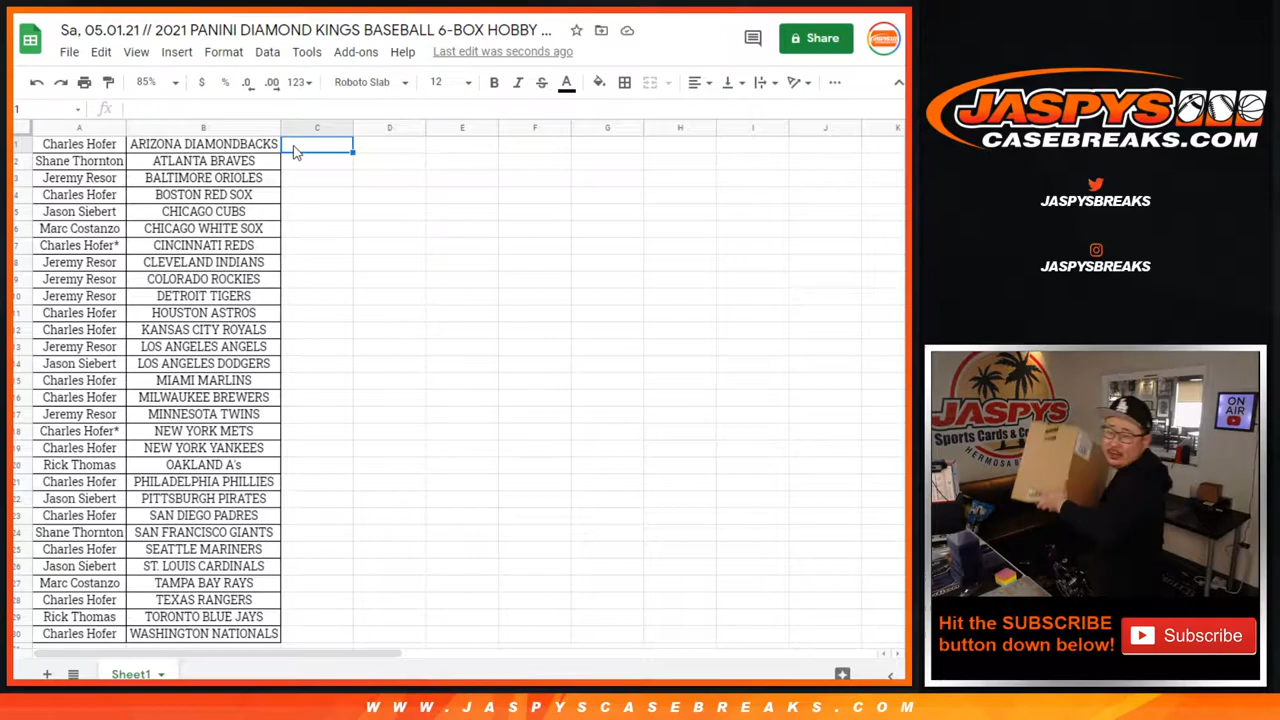 Sa, 05.01.21 // 2021 PANINI DIAMOND KINGS BASEBALL 6-BOX HOBBY ...
File Edit View Insert Format Data Tools Add-ons Help Last edit was seconds ago
Share
85% $ % .0 .00 123 Roboto Slab 12 B I S A
fx
A B C D E F G H I J K
1 Charles Hofer ARIZONA DIAMONDBACKS
2 Shane Thornton ATLANTA BRAVES
3 Jeremy Resor BALTIMORE ORIOLES
4 Charles Hofer BOSTON RED SOX
5 Jason Siebert CHICAGO CUBS
6 Marc Costanzo CHICAGO WHITE SOX
7 Charles Hofer* CINCINNATI REDS
8 Jeremy Resor CLEVELAND INDIANS
9 Jeremy Resor COLORADO ROCKIES
10 Jeremy Resor DETROIT TIGERS
11 Charles Hofer HOUSTON ASTROS
12 Charles Hofer KANSAS CITY ROYALS
13 Jeremy Resor LOS ANGELES ANGELS
14 Jason Siebert LOS ANGELES DODGERS
15 Charles Hofer MIAMI MARLINS
16 Charles Hofer MILWAUKEE BREWERS
17 Jeremy Resor MINNESOTA TWINS
18 Charles Hofer* NEW YORK METS
19 Charles Hofer NEW YORK YANKEES
20 Rick Thomas OAKLAND A's
21 Charles Hofer PHILADELPHIA PHILLIES
22 Jason Siebert PITTSBURGH PIRATES
23 Charles Hofer SAN DIEGO PADRES
24 Shane Thornton SAN FRANCISCO GIANTS
25 Charles Hofer SEATTLE MARINERS
26 Jason Siebert ST. LOUIS CARDINALS
27 Marc Costanzo TAMPA BAY RAYS
28 Charles Hofer TEXAS RANGERS
29 Rick Thomas TORONTO BLUE JAYS
30 Charles Hofer WASHINGTON NATIONALS
Sheet1
JASPYS
CASEBREAKS.COM
JASPYSBREAKS
JASPYSBREAKS
JASPYS
Sports Cards & Co
HERMOSA B
ON
AIR
Hit the SUBSCRIBE
button down below!
Subscribe
WWW.JASPYSCASEBREAKS.COM